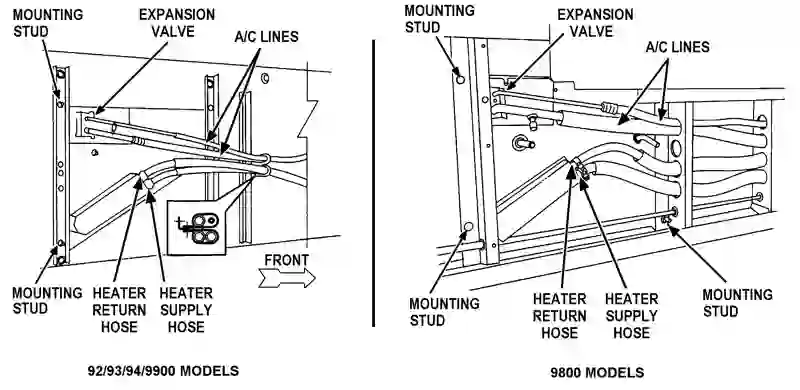 MOUNTING
STUD
EXPANSION
VALVE
A/C LINES
MOUNTING
STUD
HEATER
RETURN
HOSE
HEATER
SUPPLY
HOSE
FRONT
92/93/94/9900 MODELS
MOUNTING
STUD
EXPANSION
VALVE
A/C LINES
MOUNTING
STUD
HEATER
RETURN
HOSE
HEATER
SUPPLY
HOSE
MOUNTING
STUD
9800 MODELS